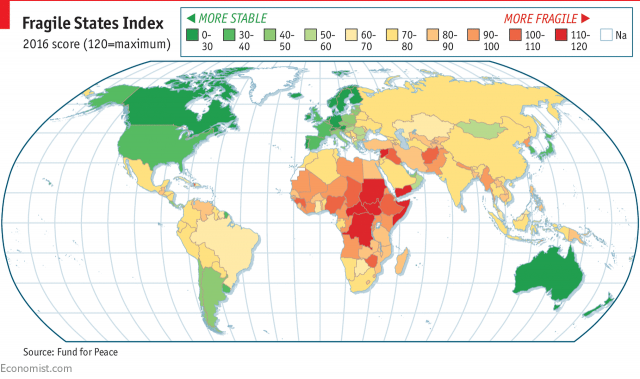 Fragile States Index
2016 score (120=maximum)
◀ MORE STABLE
MORE FRAGILE ▶
0-30
30-40
40-50
50-60
60-70
70-80
80-90
90-100
100-110
110-120
Na
Source: Fund for Peace
Economist.com